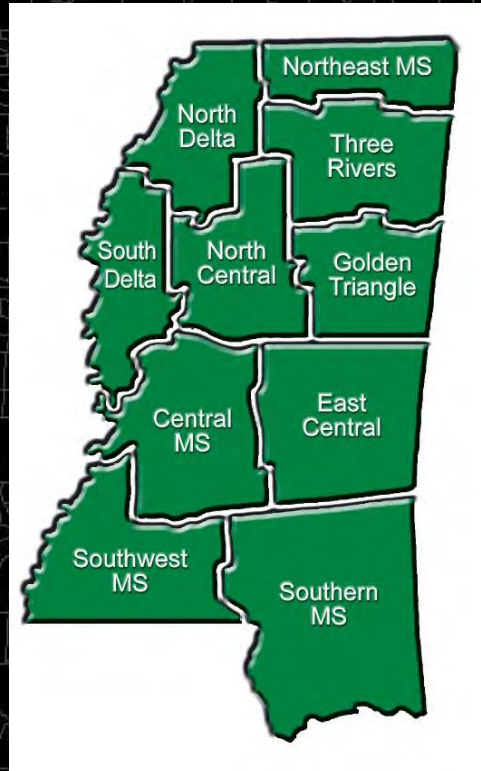 Northeast MS
North
Delta
Three
Rivers
South
Delta
North
Central
Golden
Triangle
Central
MS
East
Central
Southwest
MS
Southern
MS